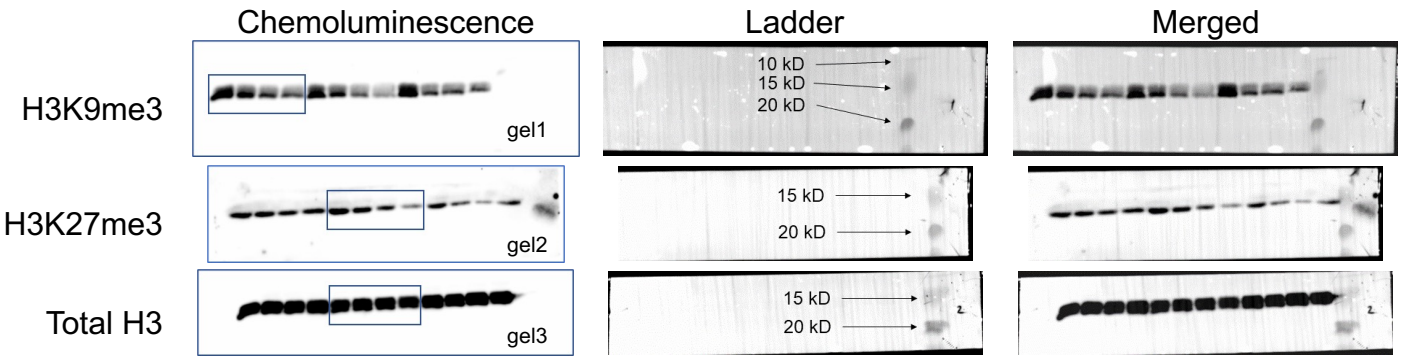 Chemoluminescence Ladder Merged
H3K9me3
10 kD
15 kD
20 kD
gel1
H3K27me3
15 kD
20 kD
gel2
Total H3
15 kD
20 kD
gel3
2
2